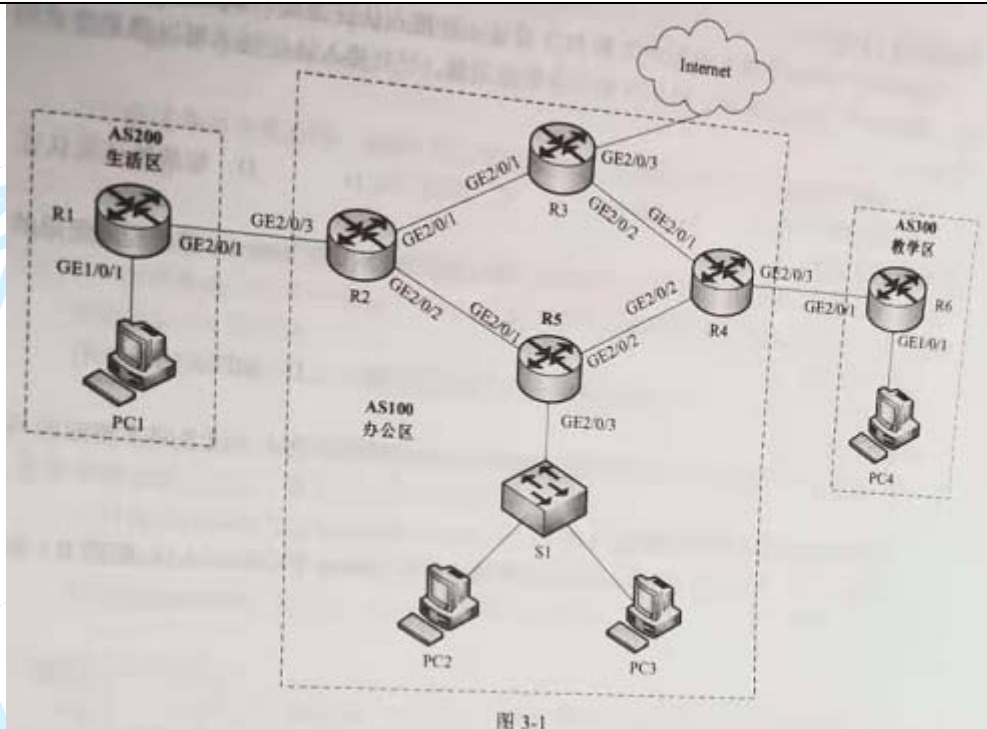 Internet
AS200
生活区
R1
GE2/0/1
GE1/0/1
PC1
GE2/0/3
R2
GE2/0/1
GE2/0/2
GE2/0/1
R3
GE2/0/3
GE2/0/2
GE2/0/1
R4
GE2/0/3
GE2/0/2
GE2/0/1
R5
GE2/0/2
GE2/0/3
AS100
办公区
S1
PC2
PC3
AS300
教学区
R6
GE2/0/1
GE1/0/1
PC4
图 3-1